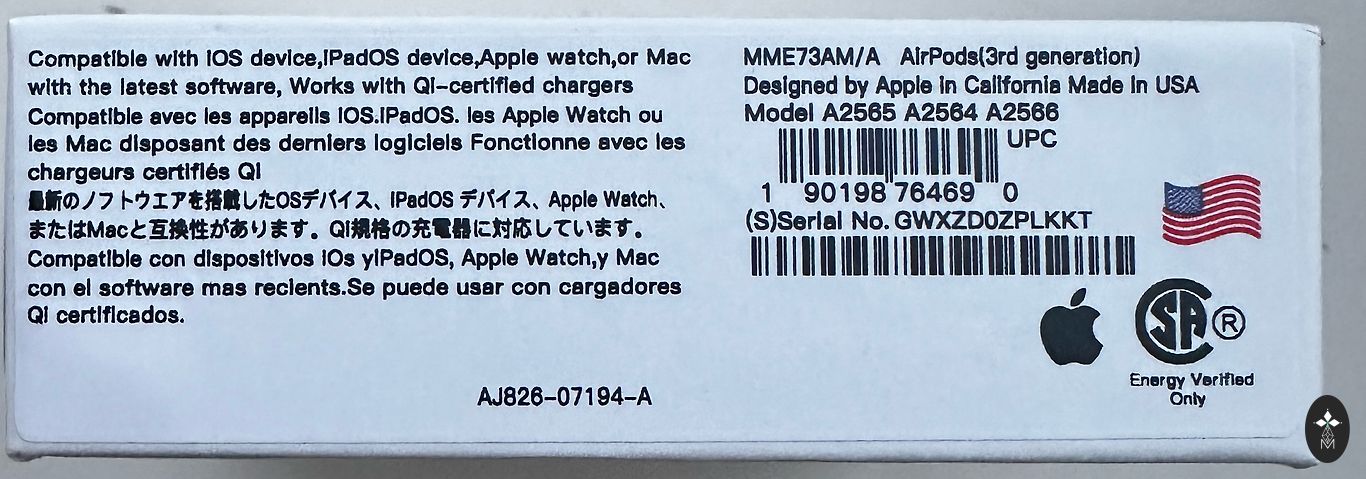 Compatible with iOS device,iPadOS device,Apple watch,or Mac
with the latest software, Works with Qi-certified chargers
Compatible avec les appareils IOS.IPadOS. les Apple Watch ou
les Mac disposant des derniers logiciels Fonctionne avec les
chargeurs certifiés Qi
最新のノフトウエアを搭載したOSデバイス、iPadOS デバイス、Apple Watch、
またはMacと互換性があります。Qi規格の充電器に対応しています。
Compatible con dispositivos iOs yiPadOS, Apple Watch,y Mac
con el software mas recients.Se puede usar con cargadores
Qi certificados.
AJ826-07194-A
MME73AM/A AirPods(3rd generation)
Designed by Apple in California Made in USA
Model A2565 A2564 A2566
UPC
1 90198 76469 0
(S)Serial No. GWXZD0ZPLKKT
SA ®
Energy Verified
Only
M